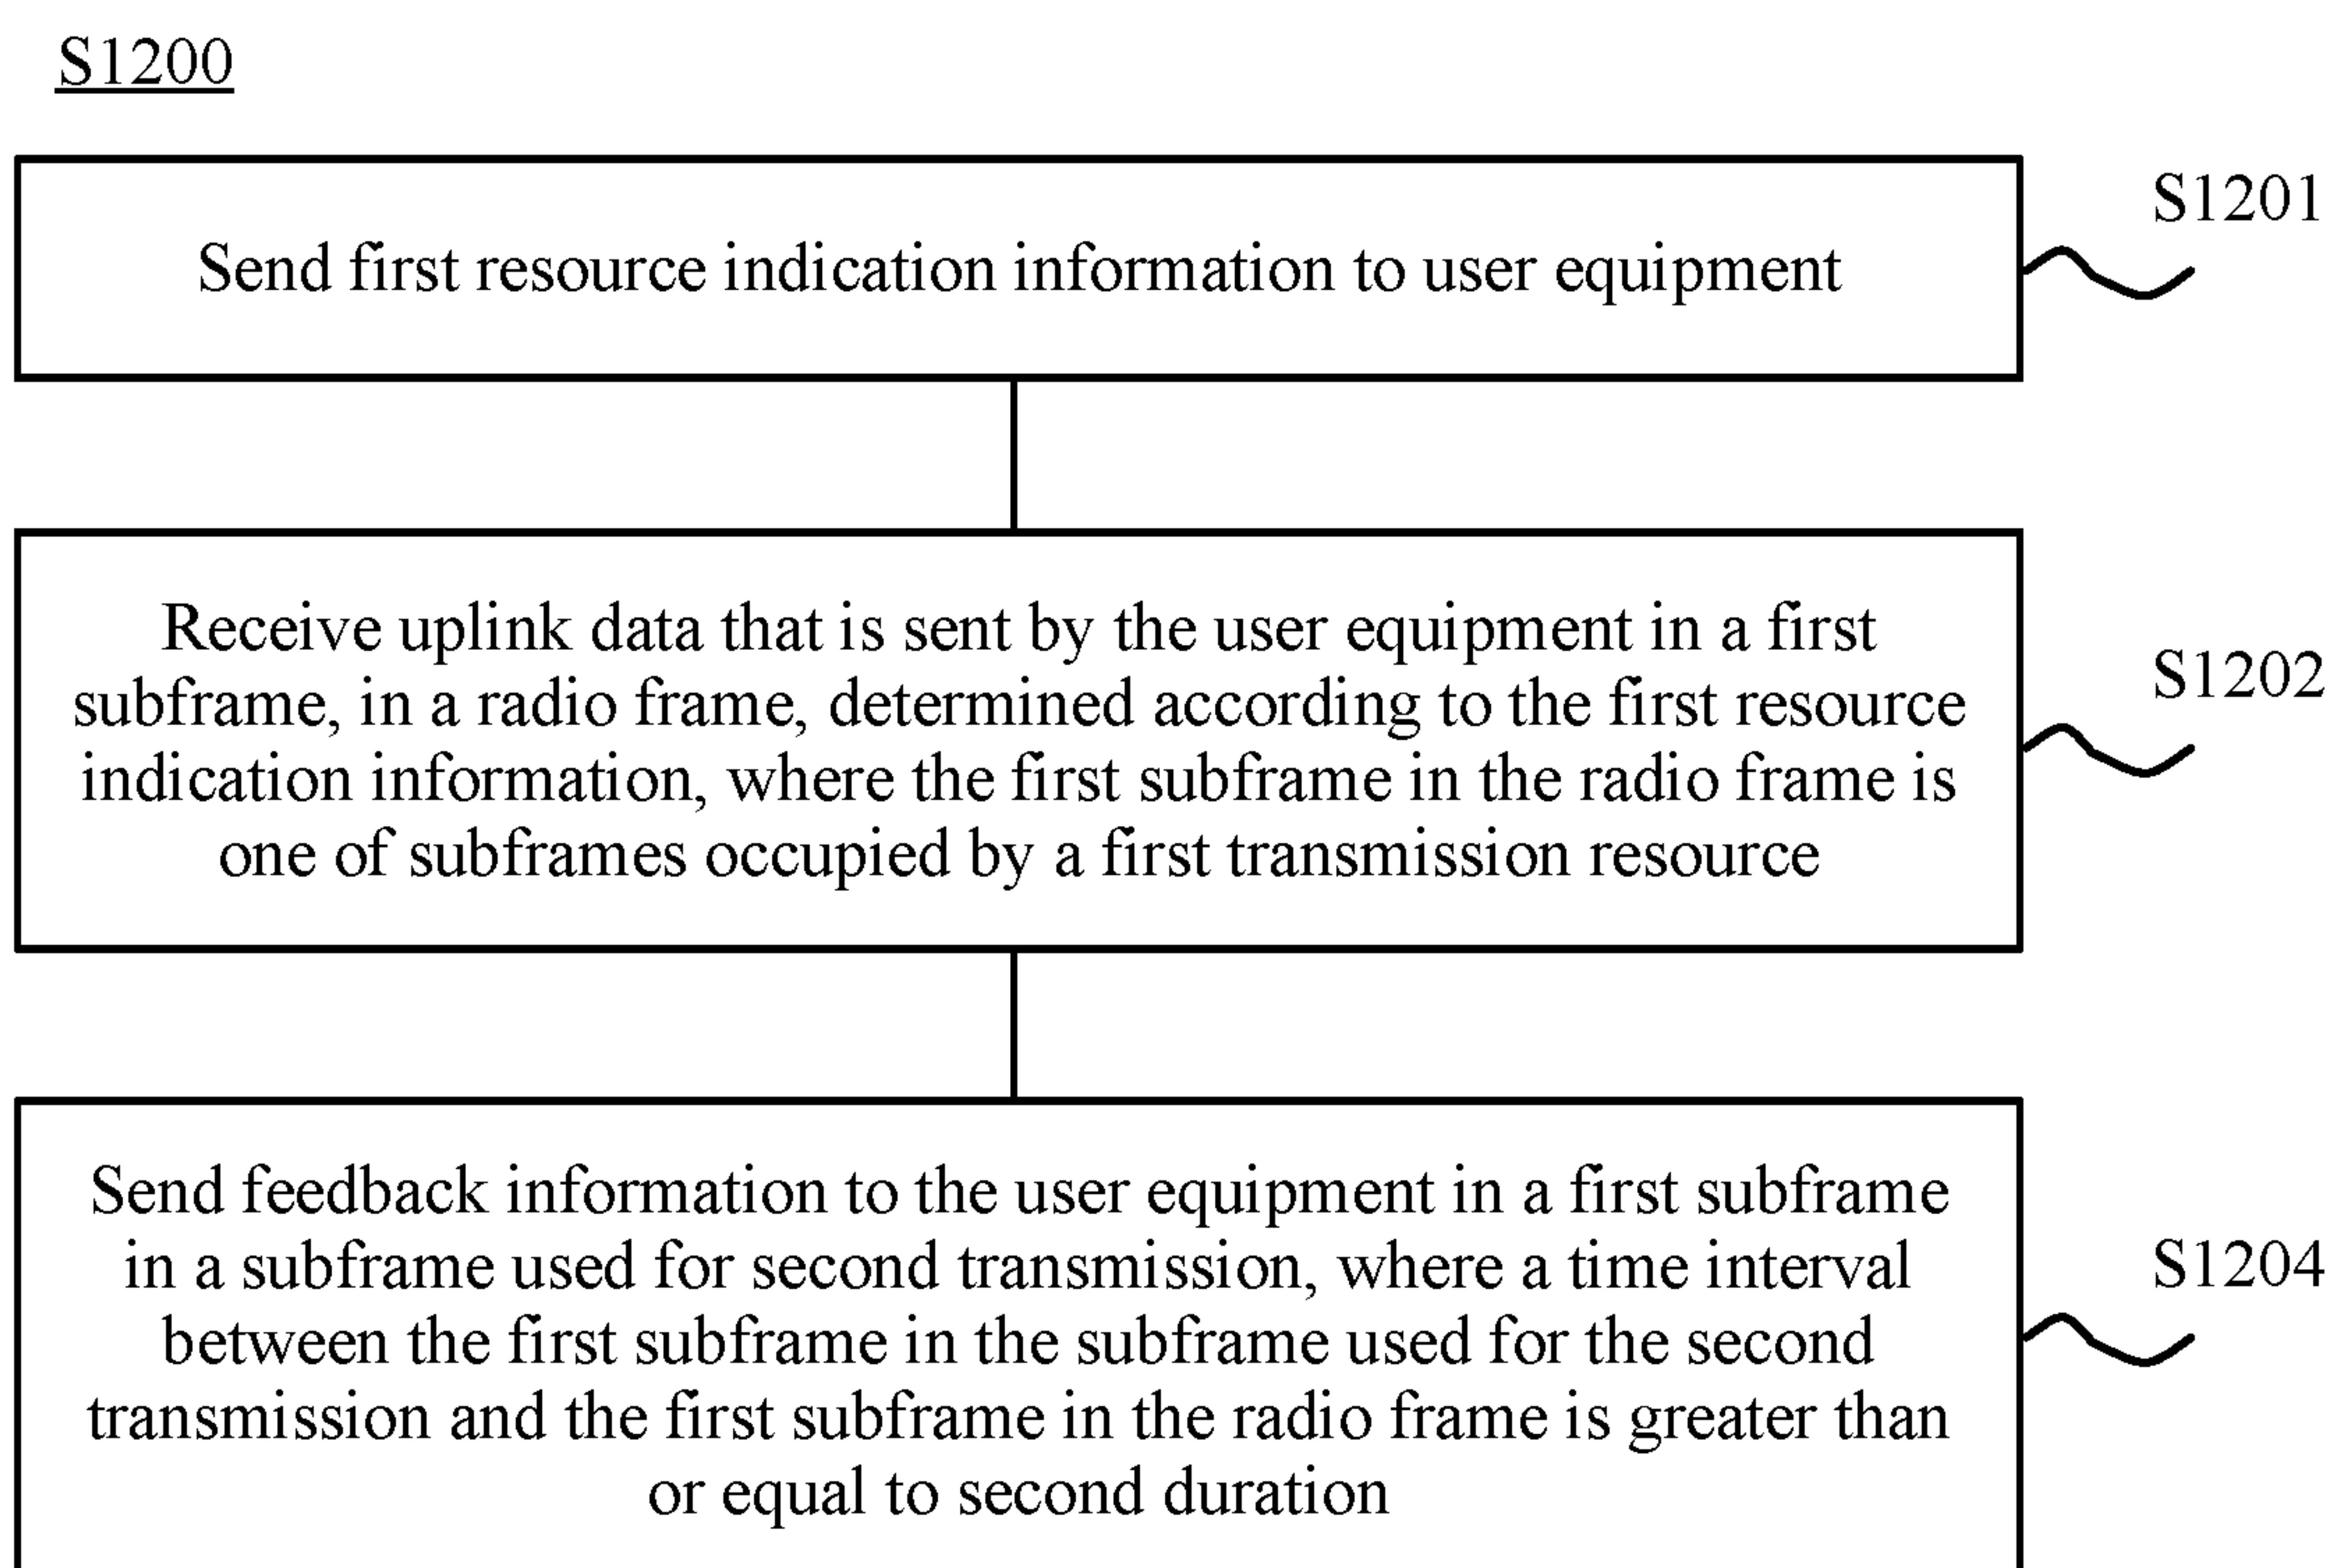 S1200
S1201
Send first resource indication information to user equipment
S1202
Receive uplink data that is sent by the user equipment in a first
subframe, in a radio frame, determined according to the first resource
indication information, where the first subframe in the radio frame is
one of subframes occupied by a first transmission resource
S1204
Send feedback information to the user equipment in a first subframe
in a subframe used for second transmission, where a time interval
between the first subframe in the subframe used for the second
transmission and the first subframe in the radio frame is greater than
or equal to second duration